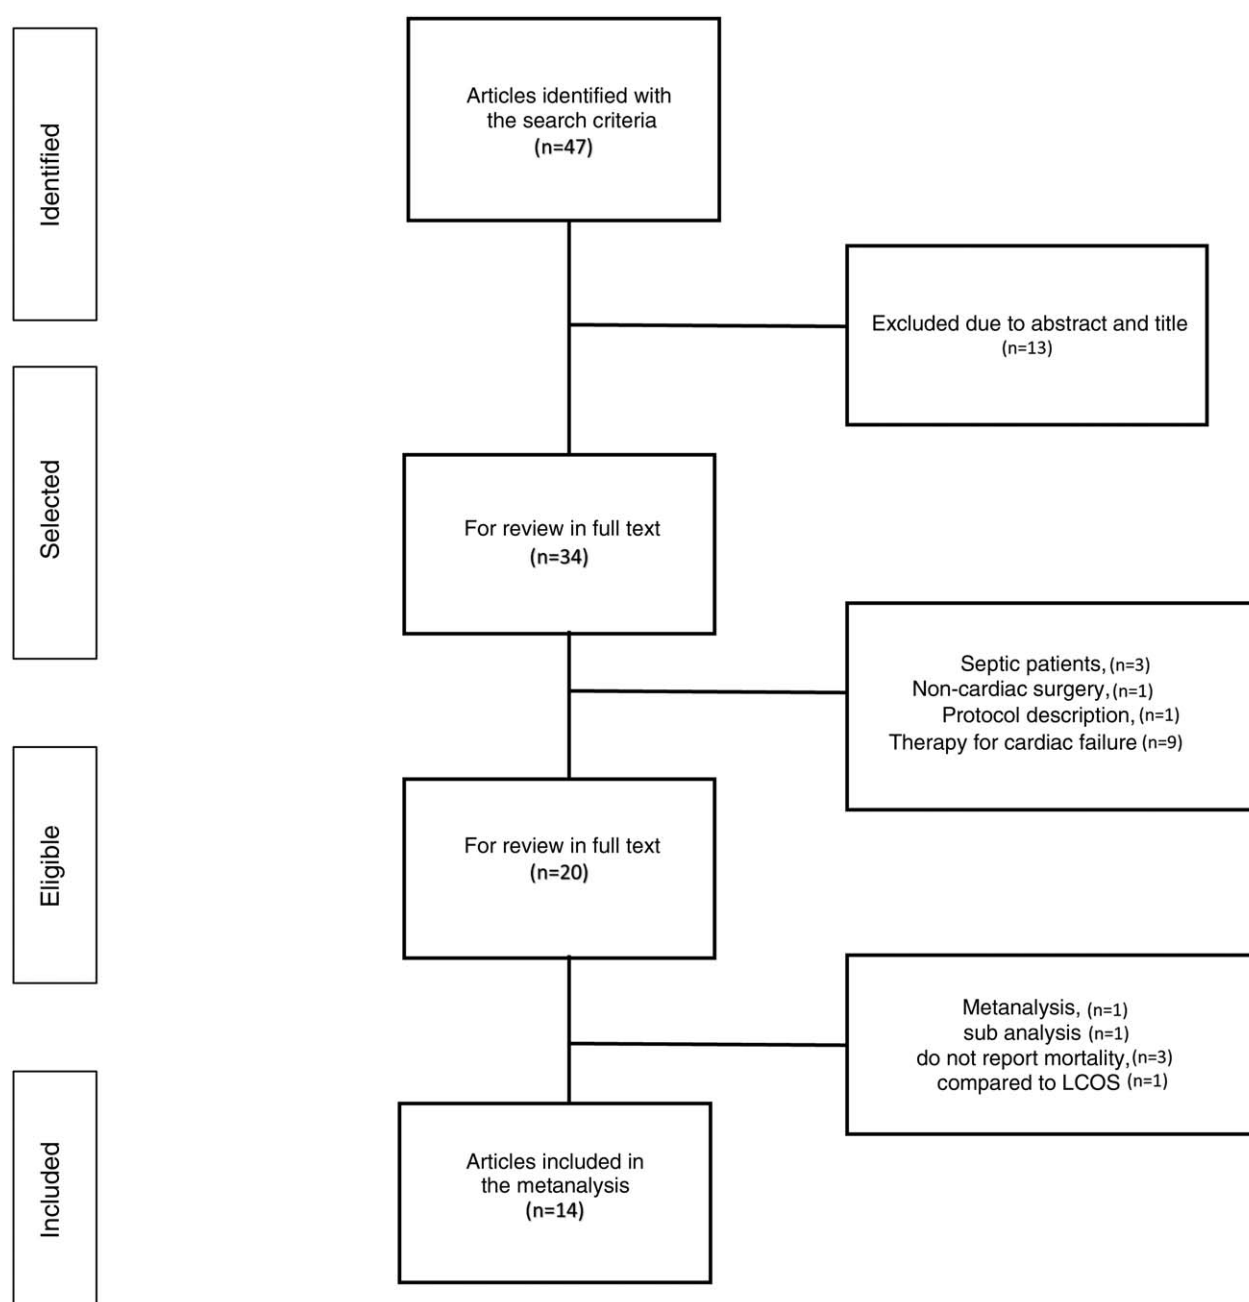 Identified
Articles identified with
the search criteria
(n=47)
Excluded due to abstract and title
(n=13)
Selected
For review in full text
(n=34)
Septic patients, (n=3)
Non-cardiac surgery, (n=1)
Protocol description, (n=1)
Therapy for cardiac failure (n=9)
Eligible
For review in full text
(n=20)
Metanalysis, (n=1)
sub analysis (n=1)
do not report mortality, (n=3)
compared to LCOS (n=1)
Included
Articles included in
the metanalysis
(n=14)